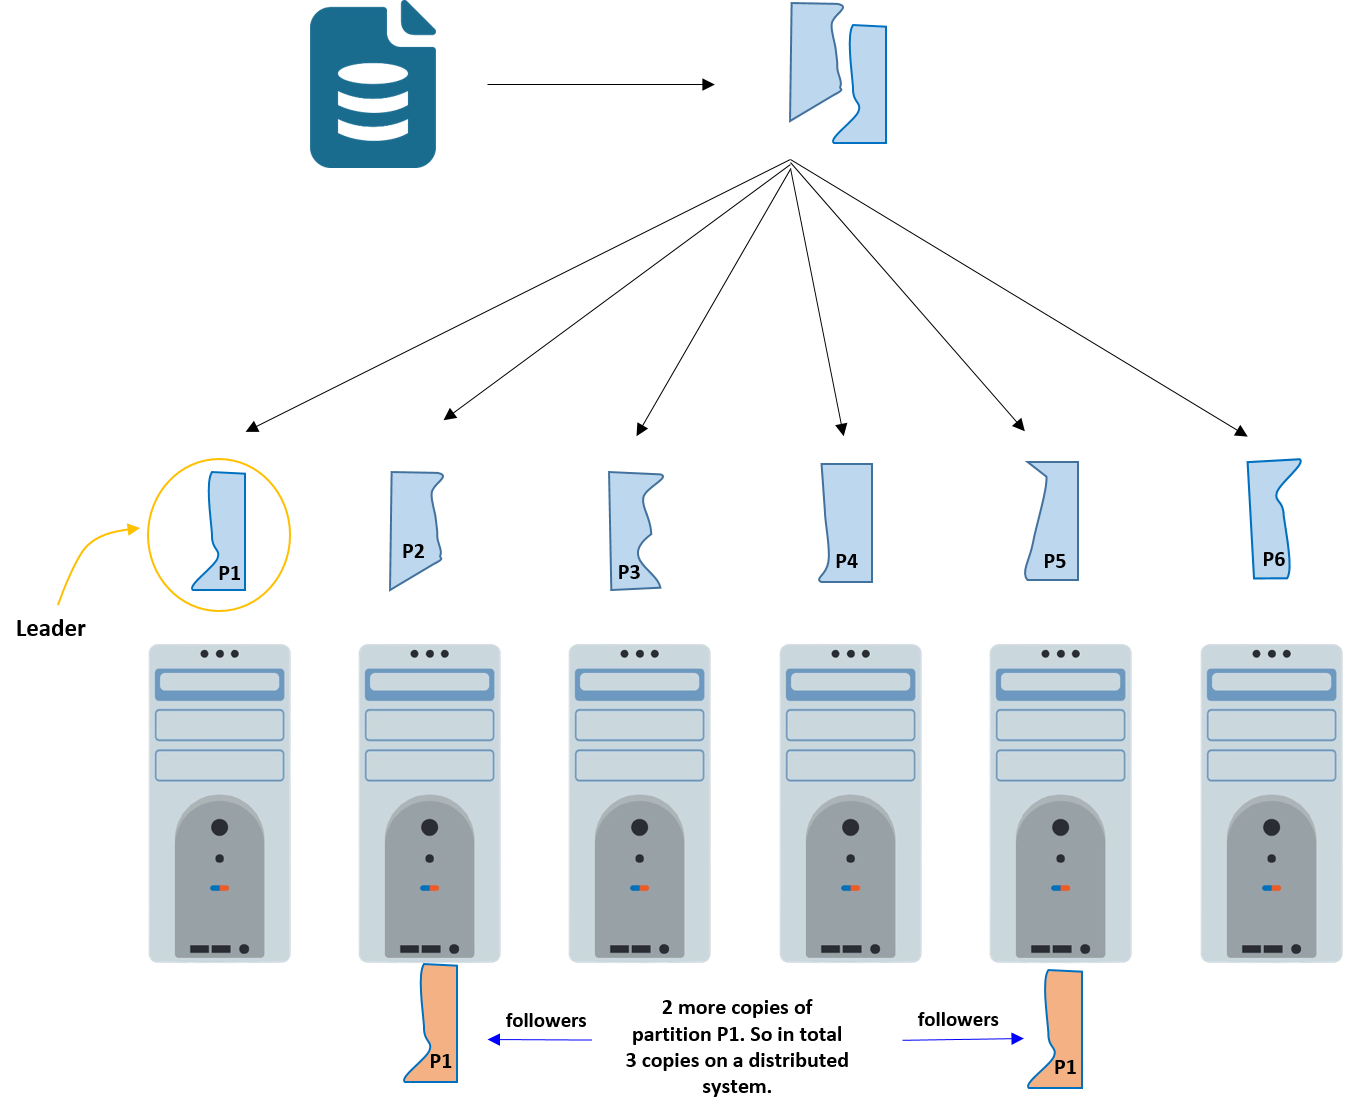 P1
P2
P3
P4
P5
P6
Leader
followers
2 more copies of
partition P1. So in total
3 copies on a distributed
system.
followers
P1
P1